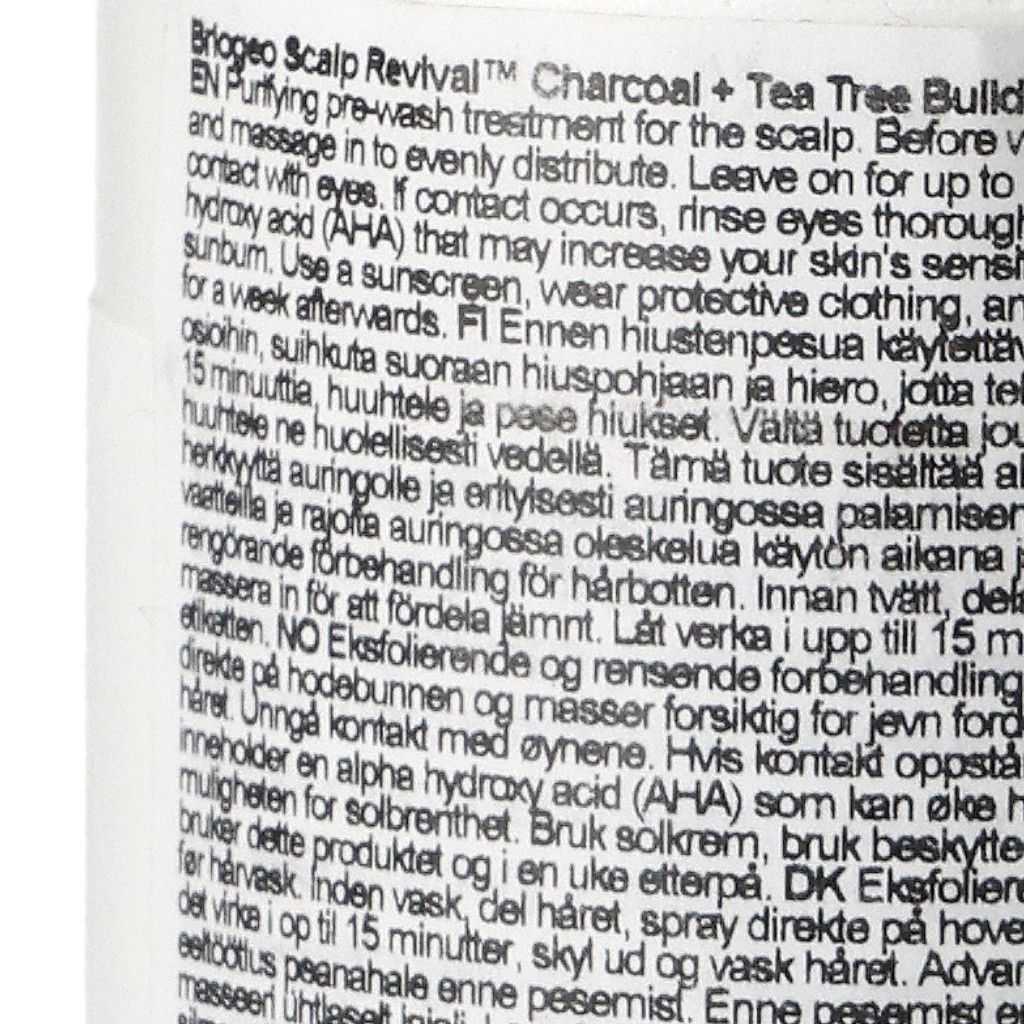 Briogeo Scalp Revival™ Charcoal + Tea Tree Build
EN Purifying pre-wash treatment for the scalp. Before
and massage in to evenly distribute. Leave on for up to
contact with eyes. If contact occurs, rinse eyes thorough
hydroxy acid (AHA) that may increase your skin's sensi
sunburn. Use a sunscreen, wear protective clothing, an
for a week afterwards. FI Ennen hiustenpesua käytettäv
osioihin, suihkuta suoraan hiuspohjaan ja hiero, jotta
15 minuuttia, huuhtele ja pese hiukset. Vältä tuotetta jou
huuhtele ne huolellisesti vedellä. Tämä tuote sisältää al
herkkyyttä auringolle ja erityisesti auringossa palamisen
vaatteilla ja rajoita auringossa oleskelua käytön aikana j
rengörande förbehandling för hårbotten. Innan tvätt, dela
massera in för att fördela jämnt. Låt verka i upp till 15 m
etiketten. NO Eksfolierende og rensende forbehandling
direkte på hodebunnen og masser forsiktig for jevn ford
håret. Unngå kontakt med øynene. Hvis kontakt oppstå
inneholder en alpha hydroxy acid (AHA) som kan øke h
muligheten for solbrenthet. Bruk solkrem, bruk beskytte
bruker dette produktet og i en uke etterpå. DK Eksfoliere
før hårvask. Inden vask, del håret, spray direkte på hove
det virke i op til 15 minutter, skyl ud og vask håret. Advar
eeltöötlus peanahale enne pesemist. Enne pesemist
masseeri ühtlaselt